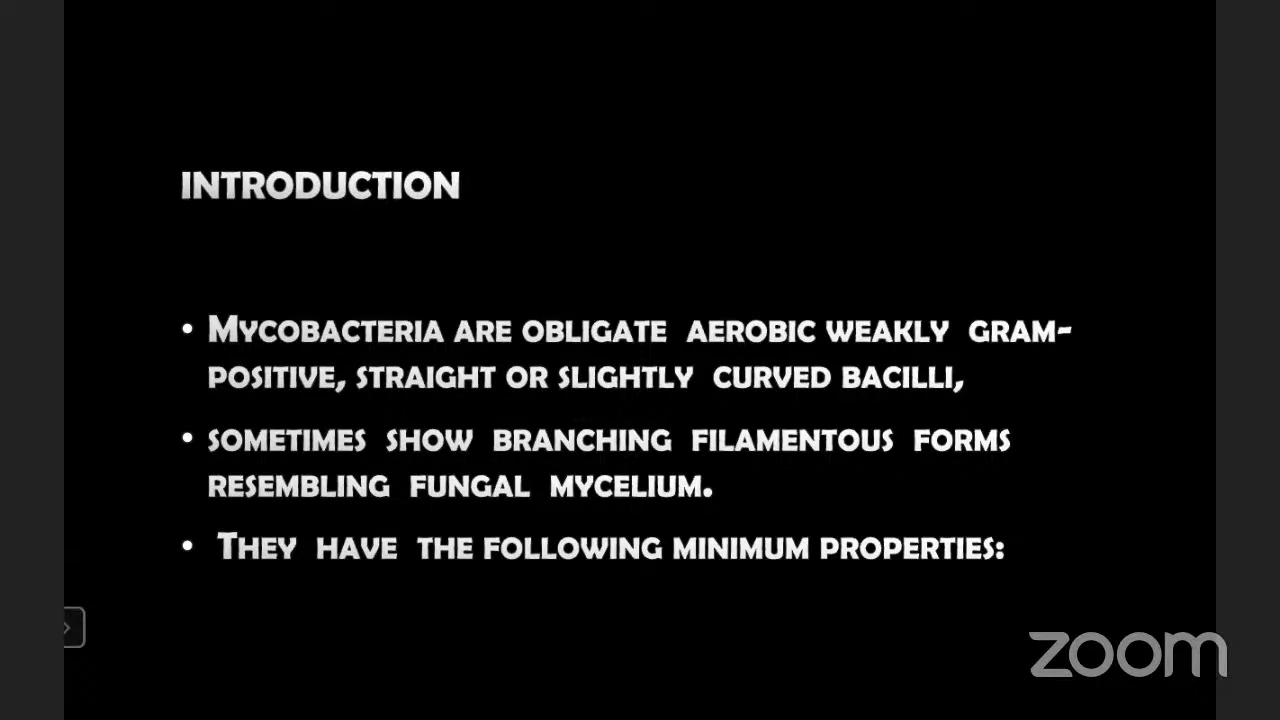 INTRODUCTION
• MYCOBACTERIA ARE OBLIGATE AEROBIC WEAKLY GRAM-
POSITIVE, STRAIGHT OR SLIGHTLY CURVED BACILLI,
• SOMETIMES SHOW BRANCHING FILAMENTOUS FORMS
RESEMBLING FUNGAL MYCELIUM.
• THEY HAVE THE FOLLOWING MINIMUM PROPERTIES:
zoom